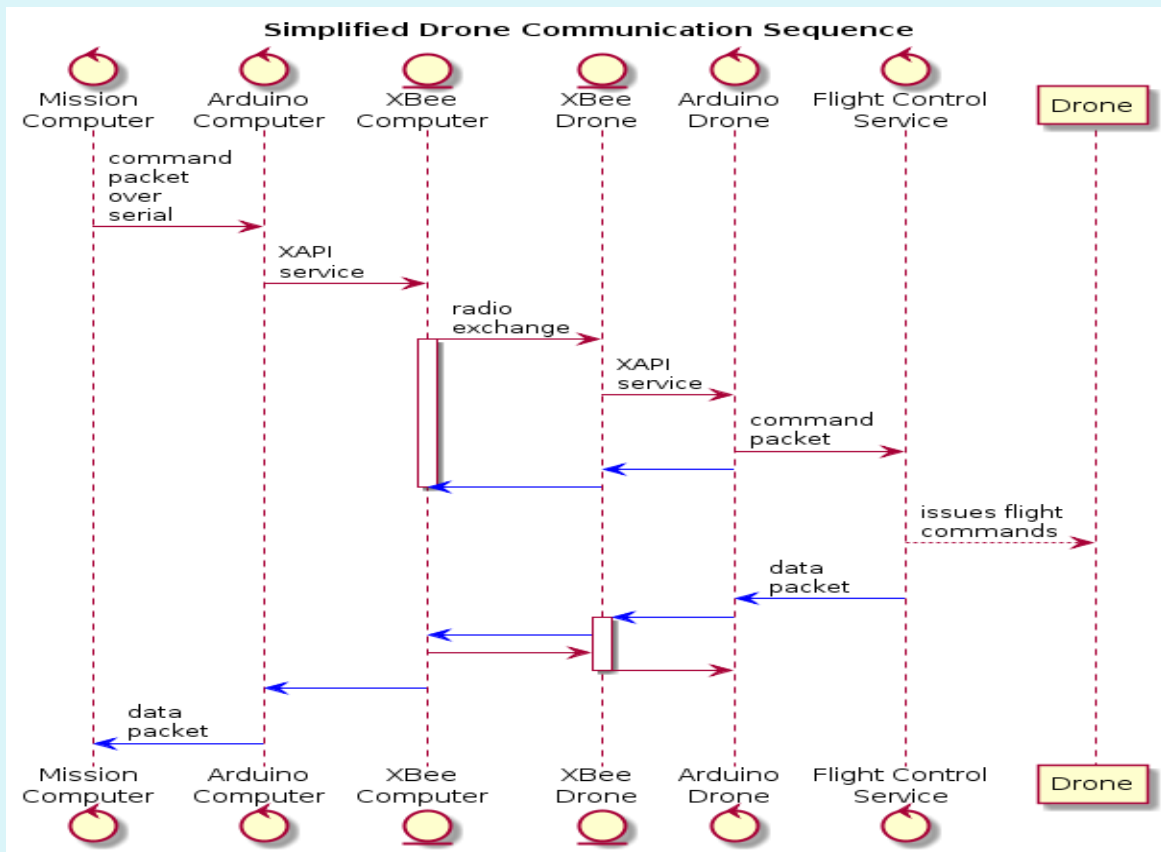 Simplified Drone Communication Sequence
Mission
Computer
Arduino
Computer
XBee
Computer
XBee
Drone
Arduino
Drone
Flight Control
Service
Drone
command
packet
over
serial
XAPI
service
radio
exchange
XAPI
service
command
packet
issues flight
commands
data
packet
data
packet
Mission
Computer
Arduino
Computer
XBee
Computer
XBee
Drone
Arduino
Drone
Flight Control
Service
Drone